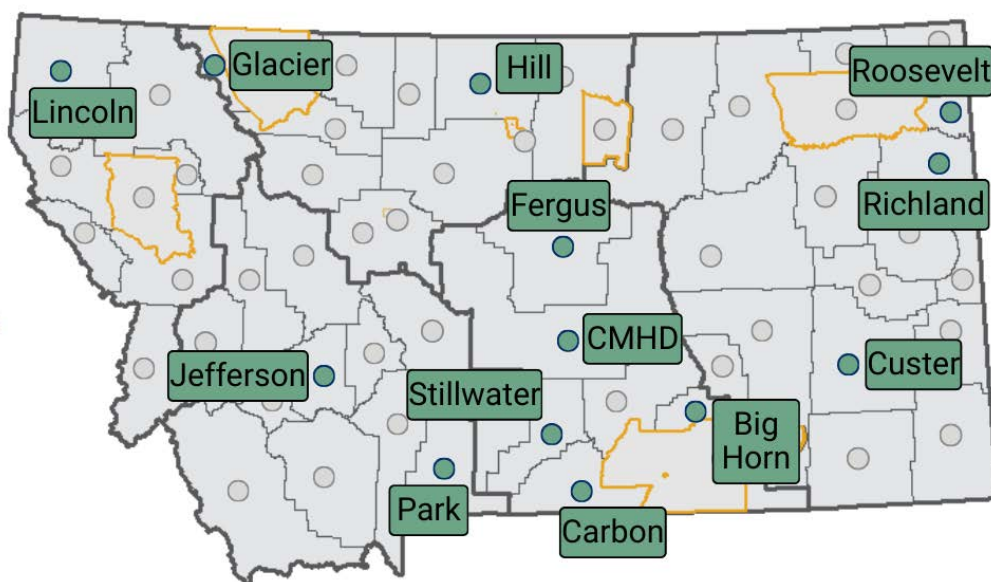 Glacier
Hill
Roosevelt
Lincoln
Fergus
Richland
CMHD
Jefferson
Custer
Stillwater
Big
Horn
Park
Carbon